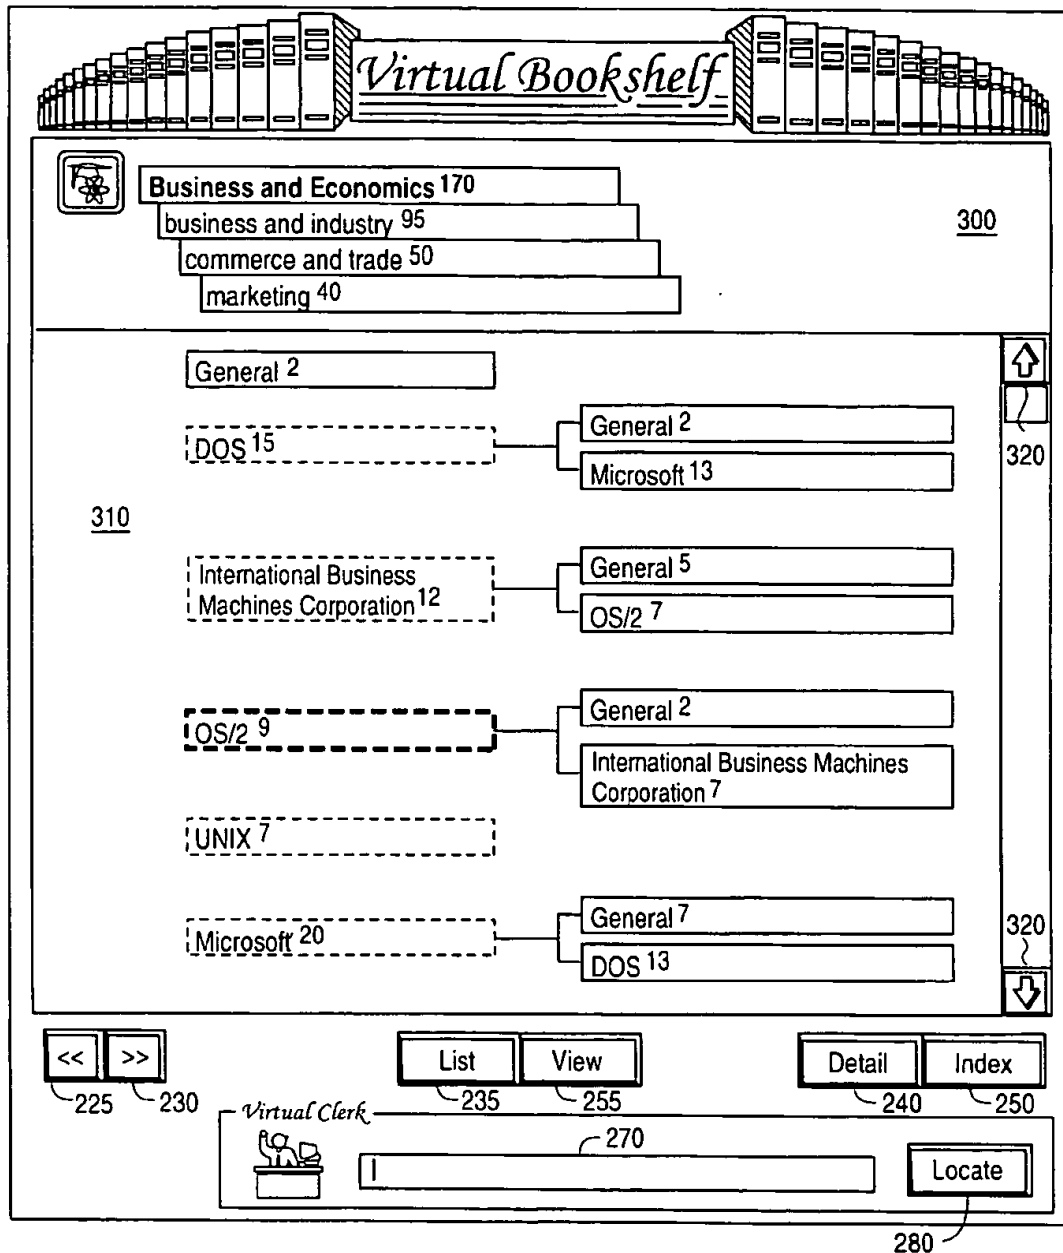 Virtual Bookshelf
Business and Economics 170
business and industry 95
300
commerce and trade 50
marketing 40
General 2
DOS 15
General 2
Microsoft 13
320
310
International Business
Machines Corporation 12
General 5
OS/2 7
OS/2 9
General 2
International Business Machines
Corporation 7
UNIX 7
Microsoft 20
General 7
DOS 13
320
<< >> List View Detail Index
225 230 235 255 240 250
Virtual Clerk
270
Locate
280